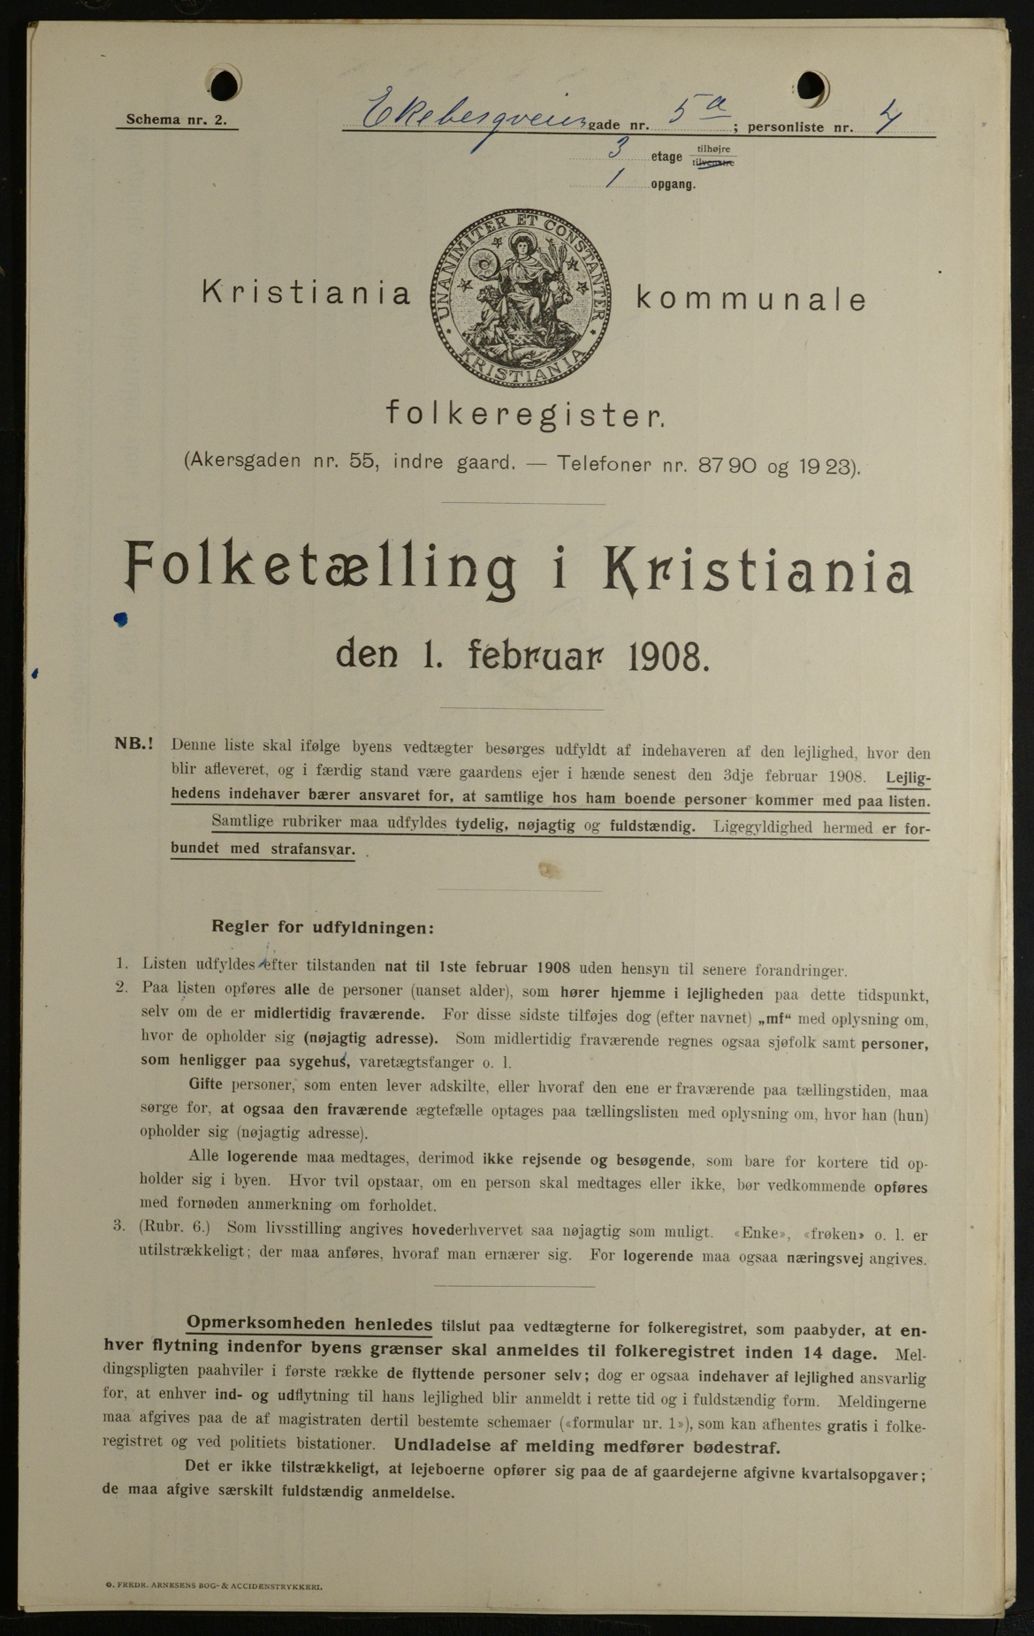 Schema nr. 2.
Ekebergveien gade nr. 5a ; personliste nr. 4
3 etage tilhøjre
tilvenstre
1 opgang.
UNANIMITER ET CONSTANTER
KRISTIANIA
Kristiania kommunale
folkeregister.
(Akersgaden nr. 55, indre gaard. — Telefoner nr. 8790 og 1923).
Folketælling i Kristiania
den 1. februar 1908.
NB.! Denne liste skal ifølge byens vedtægter besørges udfyldt af indehaveren af den lejlighed, hvor den
blir afleveret, og i færdig stand være gaardens ejer i hænde senest den 3dje februar 1908. Lejlig-
hedens indehaver bærer ansvaret for, at samtlige hos ham boende personer kommer med paa listen.
Samtlige rubriker maa udfyldes tydelig, nøjagtig og fuldstændig. Ligegyldighed hermed er for-
bundet med strafansvar.
Regler for udfyldningen:
1. Listen udfyldes efter tilstanden nat til 1ste februar 1908 uden hensyn til senere forandringer.
2. Paa listen opføres alle de personer (uanset alder), som hører hjemme i lejligheden paa dette tidspunkt,
selv om de er midlertidig fraværende. For disse sidste tilføjes dog (efter navnet) „mf“ med oplysning om,
hvor de opholder sig (nøjagtig adresse). Som midlertidig fraværende regnes ogsaa sjøfolk samt personer,
som henligger paa sygehus, varetægtsfanger o. l.
Gifte personer, som enten lever adskilte, eller hvoraf den ene er fraværende paa tællingstiden, maa
sørge for, at ogsaa den fraværende ægtefælle optages paa tællingslisten med oplysning om, hvor han (hun)
opholder sig (nøjagtig adresse).
Alle logerende maa medtages, derimod ikke rejsende og besøgende, som bare for kortere tid op-
holder sig i byen. Hvor tvil opstaar, om en person skal medtages eller ikke, bør vedkommende opføres
med fornøden anmerkning om forholdet.
3. (Rubr. 6.) Som livsstilling angives hovederhvervet saa nøjagtig som muligt. «Enke», «frøken» o. l. er
utilstrækkeligt; der maa anføres, hvoraf man ernærer sig. For logerende maa ogsaa næringsvej angives.
Opmerksomheden henledes tilslut paa vedtægterne for folkeregistret, som paabyder, at en-
hver flytning indenfor byens grænser skal anmeldes til folkeregistret inden 14 dage. Mel-
dingspligten paahviler i første række de flyttende personer selv; dog er ogsaa indehaver af lejlighed ansvarlig
for, at enhver ind- og udflytning til hans lejlighed blir anmeldt i rette tid og i fuldstændig form. Meldingerne
maa afgives paa de af magistraten dertil bestemte schemaer («formular nr. 1»), som kan afhentes gratis i folke-
registret og ved politiets bistationer. Undladelse af melding medfører bødestraf.
Det er ikke tilstrækkeligt, at lejeboerne opfører sig paa de af gaardejerne afgivne kvartalsopgaver;
de maa afgive særskilt fuldstændig anmeldelse.
O. FREDR. ARNESENS BOG- & ACCIDENSTRYKKERI.